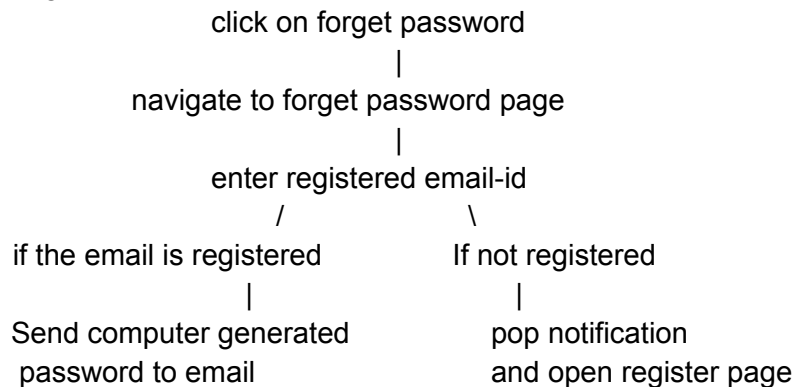 click on forget password
|
navigate to forget password page
|
enter registered email-id
/ \
if the email is registered If not registered
| |
Send computer generated pop notification
password to email and open register page